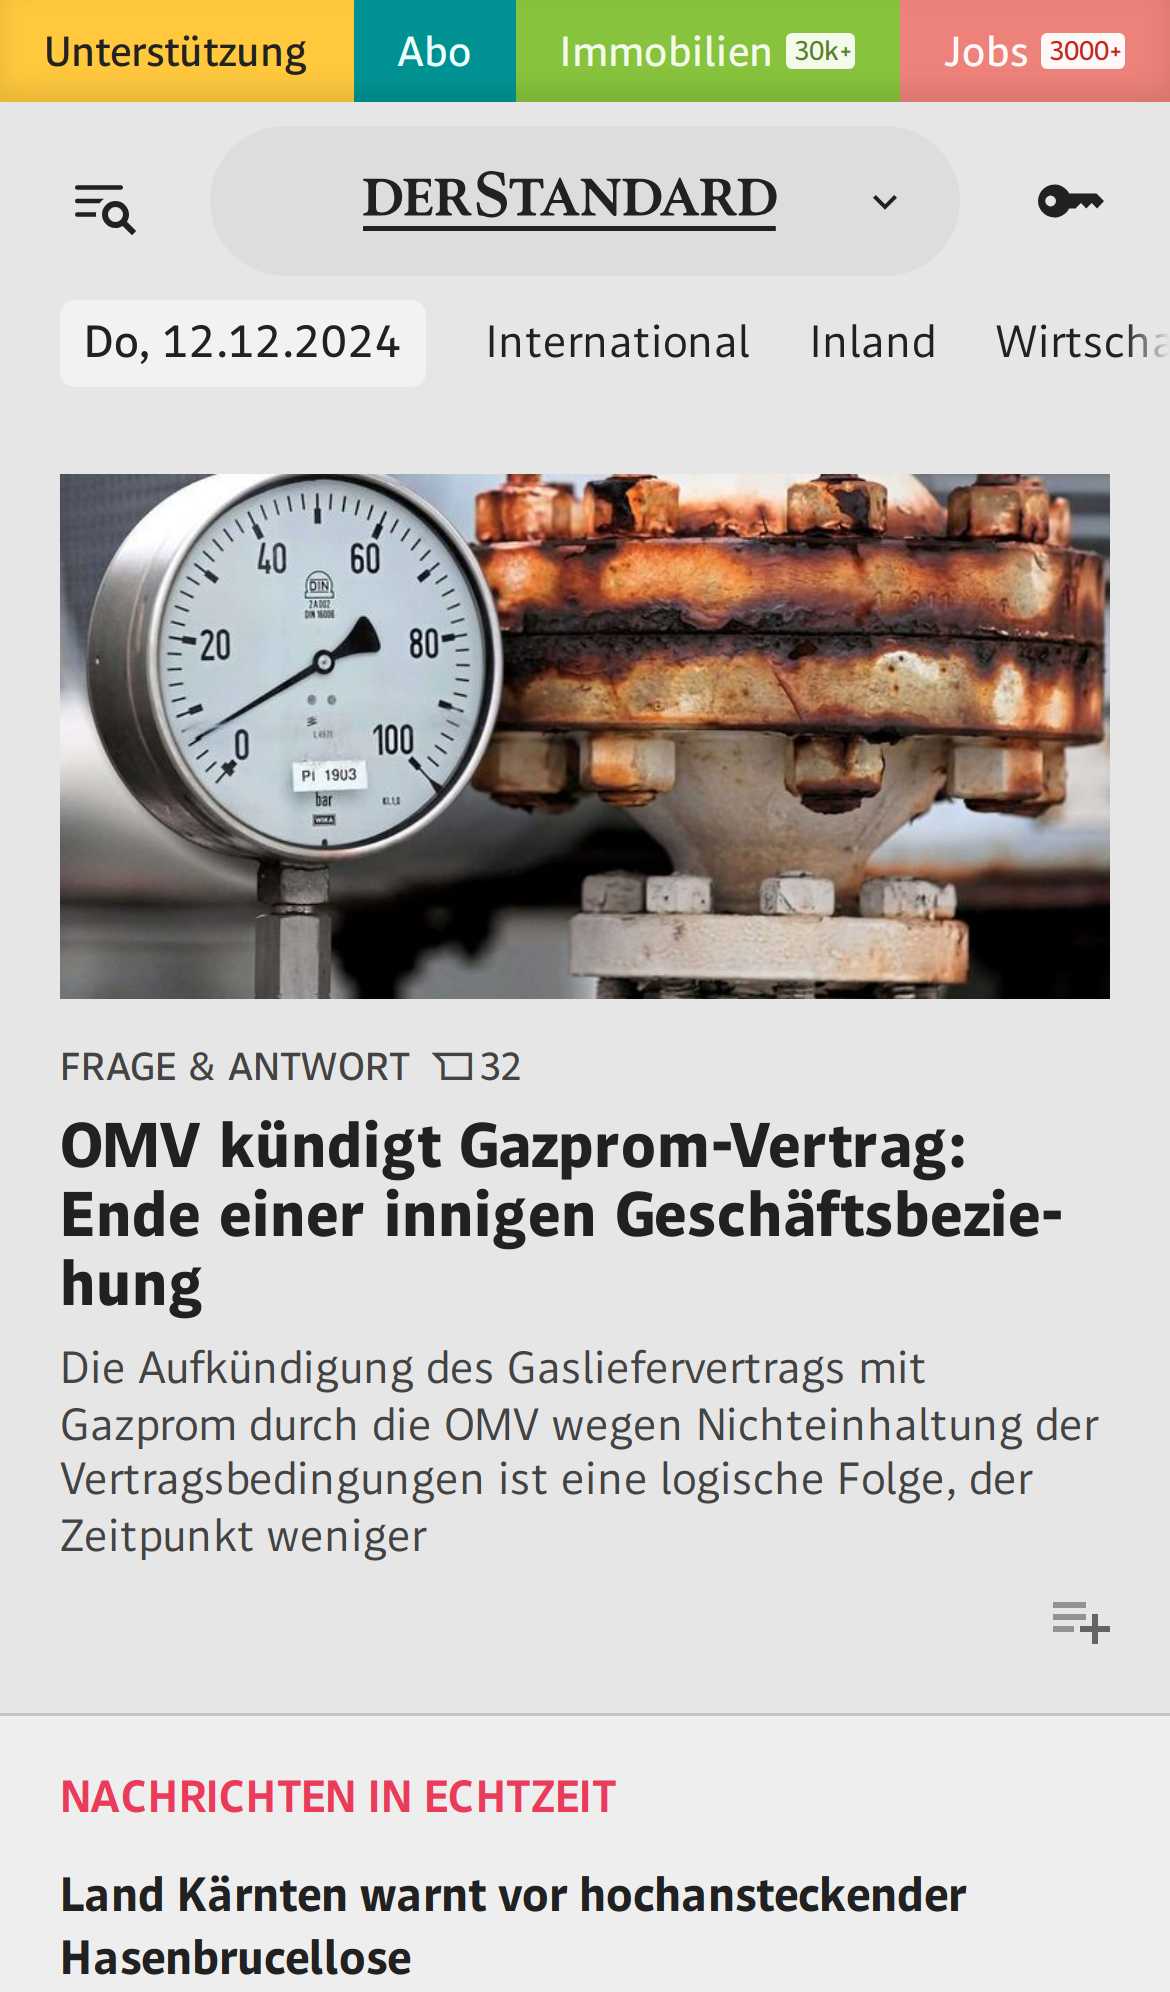 Unterstützung
Abo
Immobilien 30k+
Jobs 3000+
DERSTANDARD
Do, 12.12.2024
International
Inland
Wirtscha
40
60
DIN
20
80
0
100
PI 1903
bar
WIKA
FRAGE & ANTWORT 32
OMV kündigt Gazprom-Vertrag:
Ende einer innigen Geschäftsbezie-
hung
Die Aufkündigung des Gasliefervertrags mit
Gazprom durch die OMV wegen Nichteinhaltung der
Vertragsbedingungen ist eine logische Folge, der
Zeitpunkt weniger
NACHRICHTEN IN ECHTZEIT
Land Kärnten warnt vor hochansteckender
Hasenbrucellose